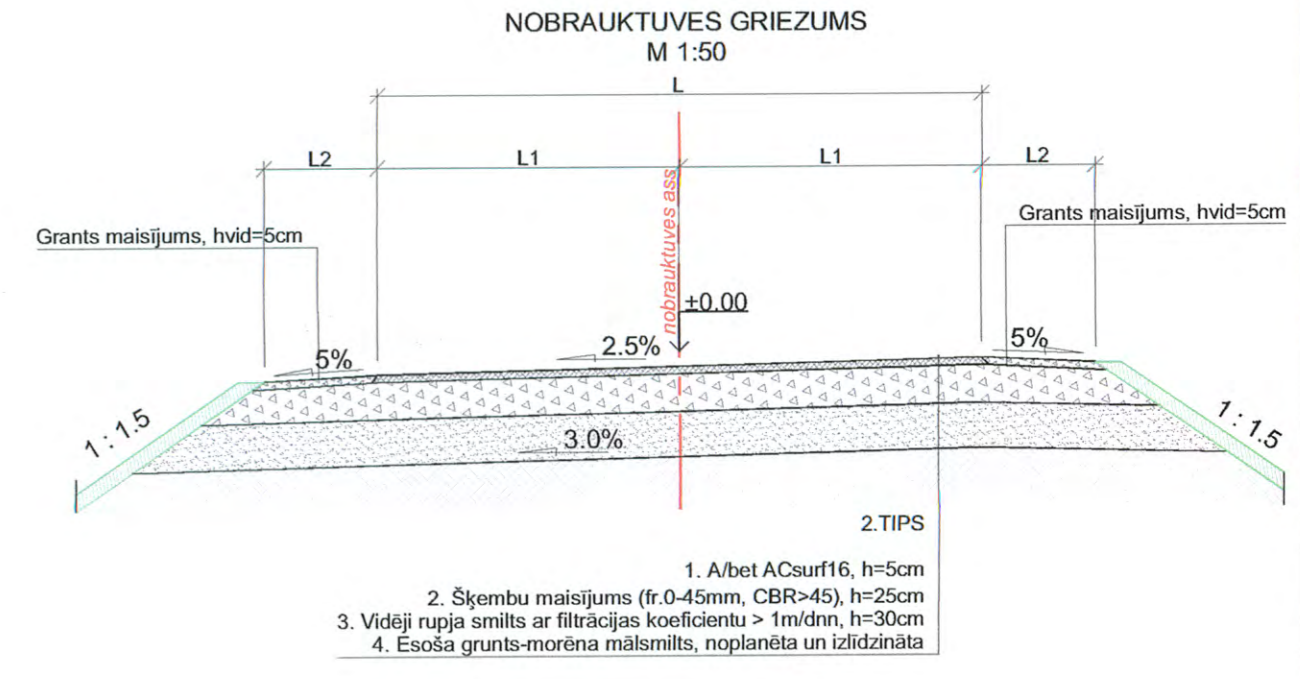 NOBRAUKTUVES GRIEZUMS
M 1:50
L
L2
L1
L1
L2
nobrauktuves ass
Grants maisījums, hvid=5cm
Grants maisījums, hvid=5cm
±0.00
5%
2.5%
5%
1 : 1.5
3.0%
1 : 1.5
2.TIPS
1. A/bet ACsurf16, h=5cm
2. Šķembu maisījums (fr.0-45mm, CBR>45), h=25cm
3. Vidēji rupja smilts ar filtrācijas koeficientu > 1m/dnn, h=30cm
4. Esoša grunts-morēna mālsmilts, noplanēta un izlīdzināta